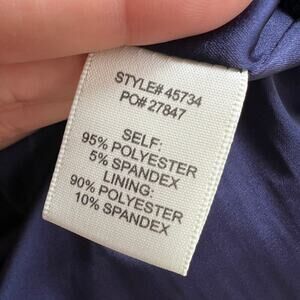 STYLE# 45734
PO# 27847
SELF:
95% POLYESTER
5% SPANDEX
LINING:
90% POLYESTER
10% SPANDEX